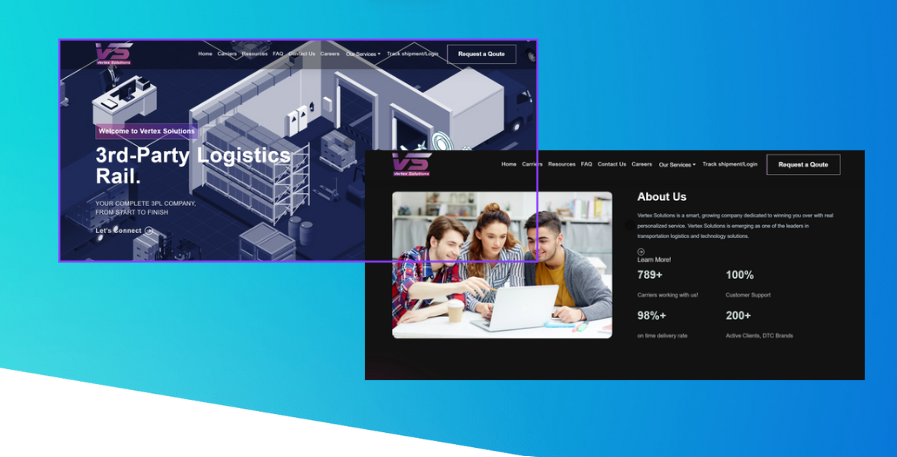 VS
Vertex Solutions
Home Carriers Resources FAQ Contact Us Careers Our Services Track shipment/Login Request a Qoute
Welcome to Vertex Solutions
3rd-Party Logistics
Rail.
YOUR COMPLETE 3PL COMPANY,
FROM START TO FINISH
Let's Connect
VS
Vertex Solutions
Home Carriers Resources FAQ Contact Us Careers Our Services Track shipment/Login Request a Qoute
About Us
Vertex Solutions is a smart, growing company dedicated to winning you over with real
personalized service. Vertex Solutions is emerging as one of the leaders in
transportation logistics and technology solutions.
Learn More!
789+ 100%
Carriers working with us! Customer Support
98%+ 200+
on time delivery rate Active Clients, DTC Brands